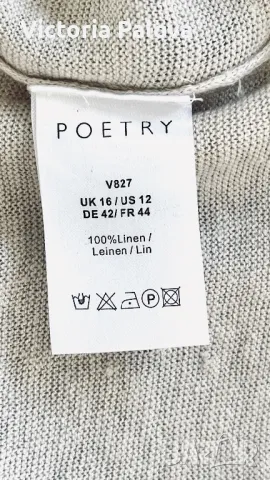 Victoria Palova
POETRY
V827
UK 16 / US 12
DE 42/ FR 44
100%Linen /
Leinen / Lin
P